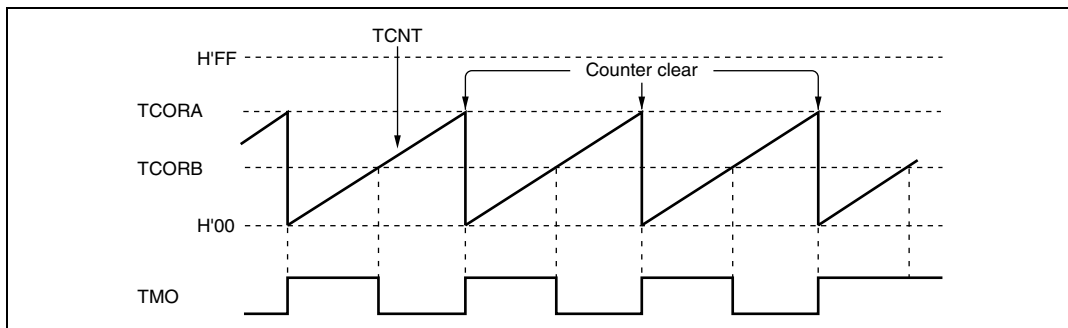 TCNT
H'FF
Counter clear
TCORA
TCORB
H'00
TMO